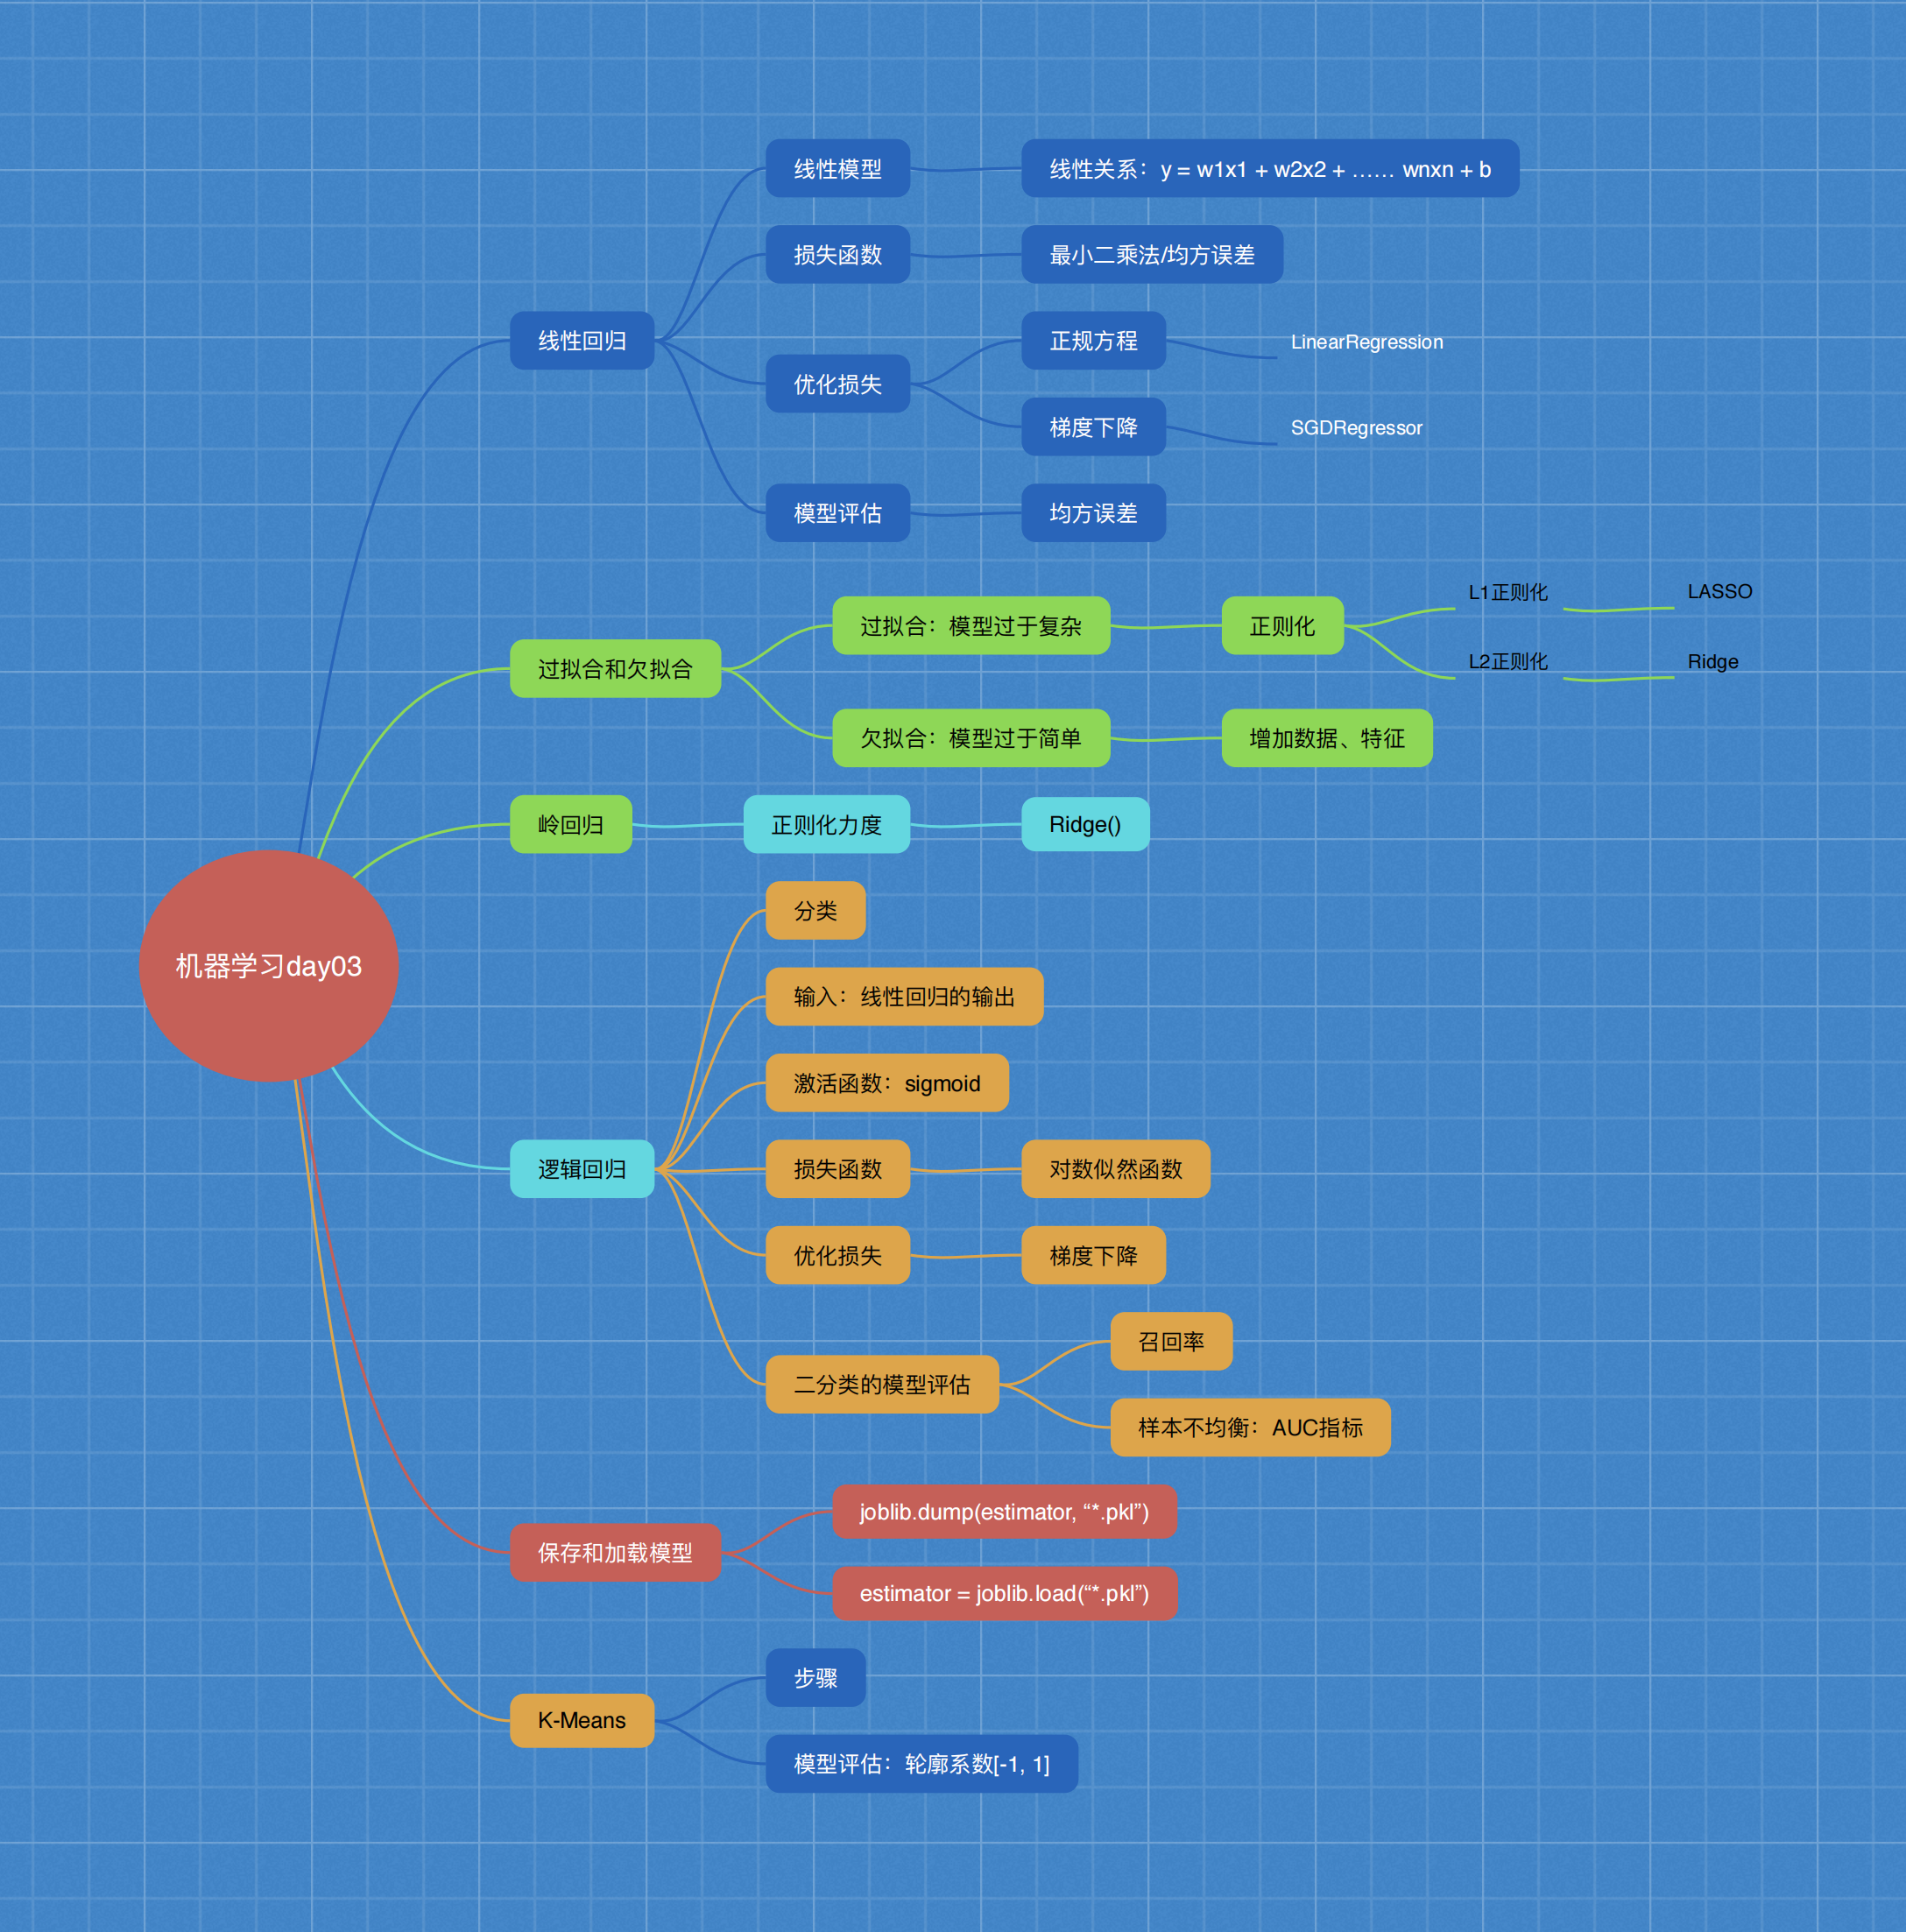 机器学习day03
线性回归
线性模型
线性关系：y = w1x1 + w2x2 + …… wnxn + b
损失函数
最小二乘法/均方误差
优化损失
正规方程
LinearRegression
梯度下降
SGDRegressor
模型评估
均方误差
过拟合和欠拟合
过拟合：模型过于复杂
正则化
L1正则化
LASSO
L2正则化
Ridge
欠拟合：模型过于简单
增加数据、特征
岭回归
正则化力度
Ridge()
逻辑回归
分类
输入：线性回归的输出
激活函数：sigmoid
损失函数
对数似然函数
优化损失
梯度下降
二分类的模型评估
召回率
样本不均衡：AUC指标
保存和加载模型
joblib.dump(estimator, “*.pkl”)
estimator = joblib.load(“*.pkl”)
K-Means
步骤
模型评估：轮廓系数[-1, 1]